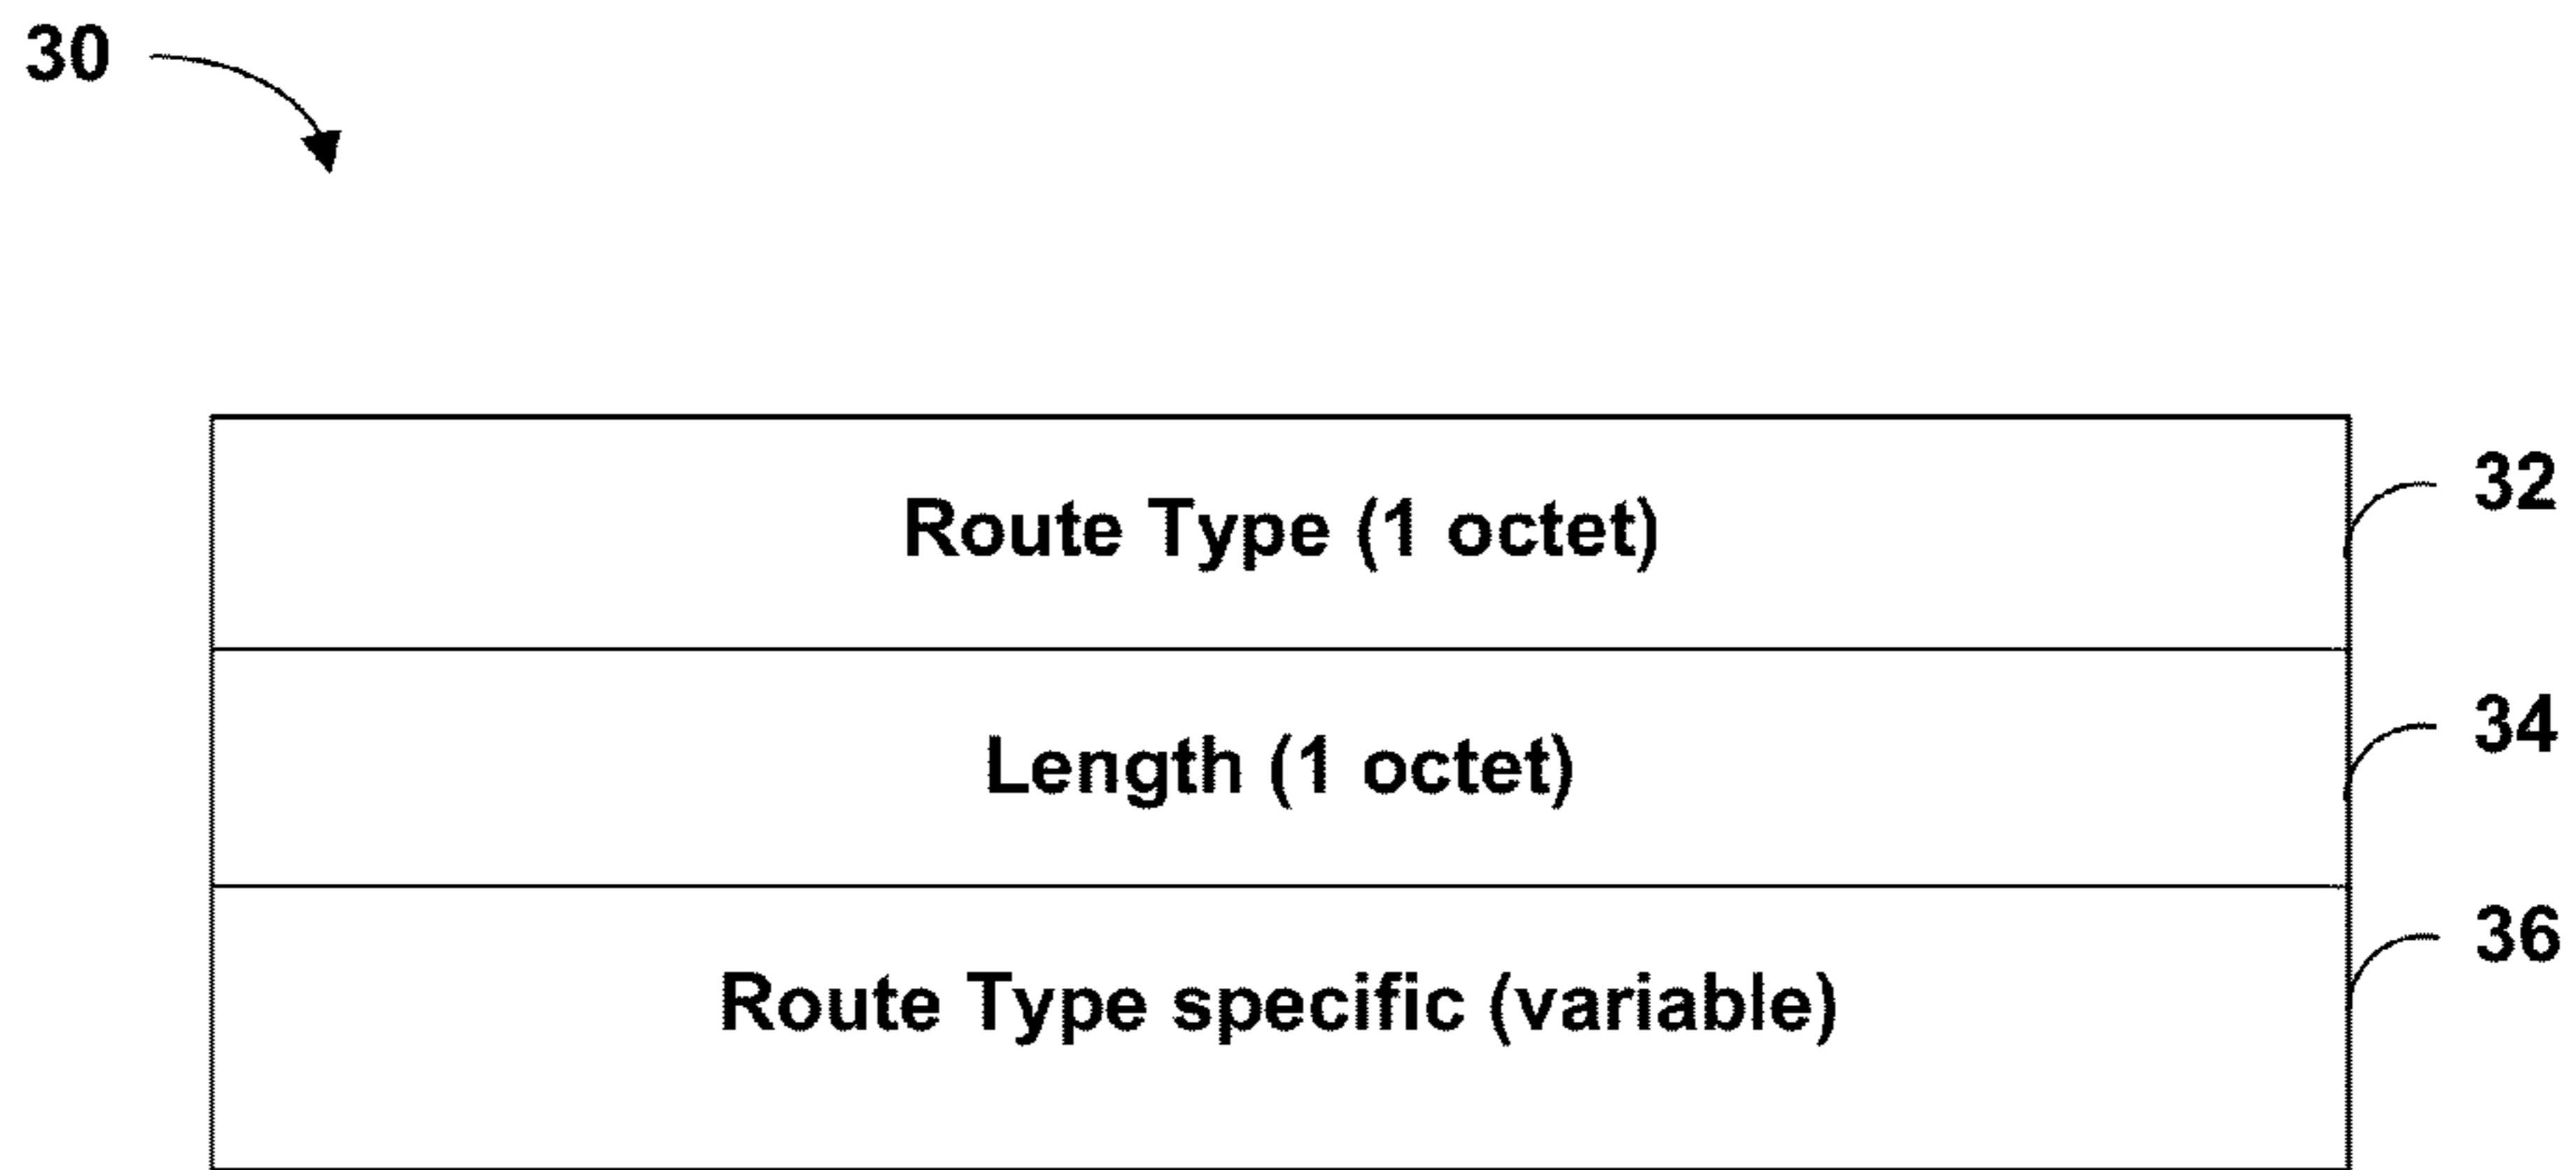 30
Route Type (1 octet)
32
Length (1 octet)
34
Route Type specific (variable)
36